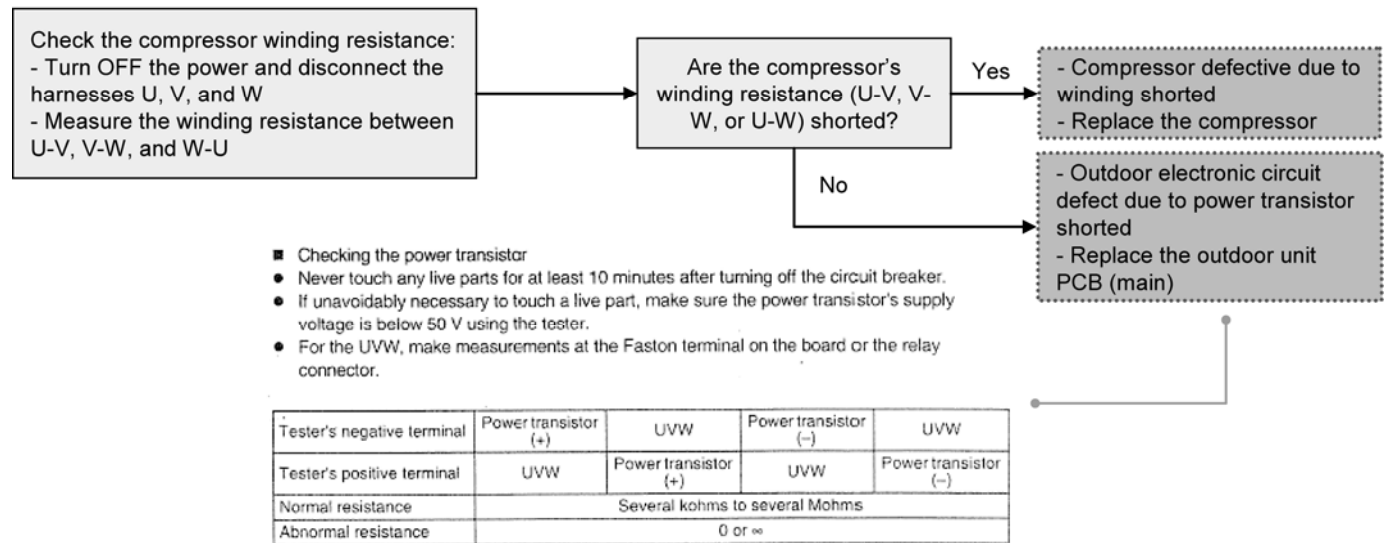 Check the compressor winding resistance:
- Turn OFF the power and disconnect the
harnesses U, V, and W
- Measure the winding resistance between
U-V, V-W, and W-U
Are the compressor's
winding resistance (U-V, V-
W, or U-W) shorted?
Yes
- Compressor defective due to
winding shorted
- Replace the compressor
No
- Outdoor electronic circuit
defect due to power transistor
shorted
- Replace the outdoor unit
PCB (main)
■ Checking the power transistor
● Never touch any live parts for at least 10 minutes after turning off the circuit breaker.
● If unavoidably necessary to touch a live part, make sure the power transistor's supply
voltage is below 50 V using the tester.
● For the UVW, make measurements at the Faston terminal on the board or the relay
connector.
Tester's negative terminal Power transistor (+) UVW Power transistor (–) UVW
Tester's positive terminal UVW Power transistor (+) UVW Power transistor (–)
Normal resistance Several kohms to several Mohms
Abnormal resistance 0 or ∞